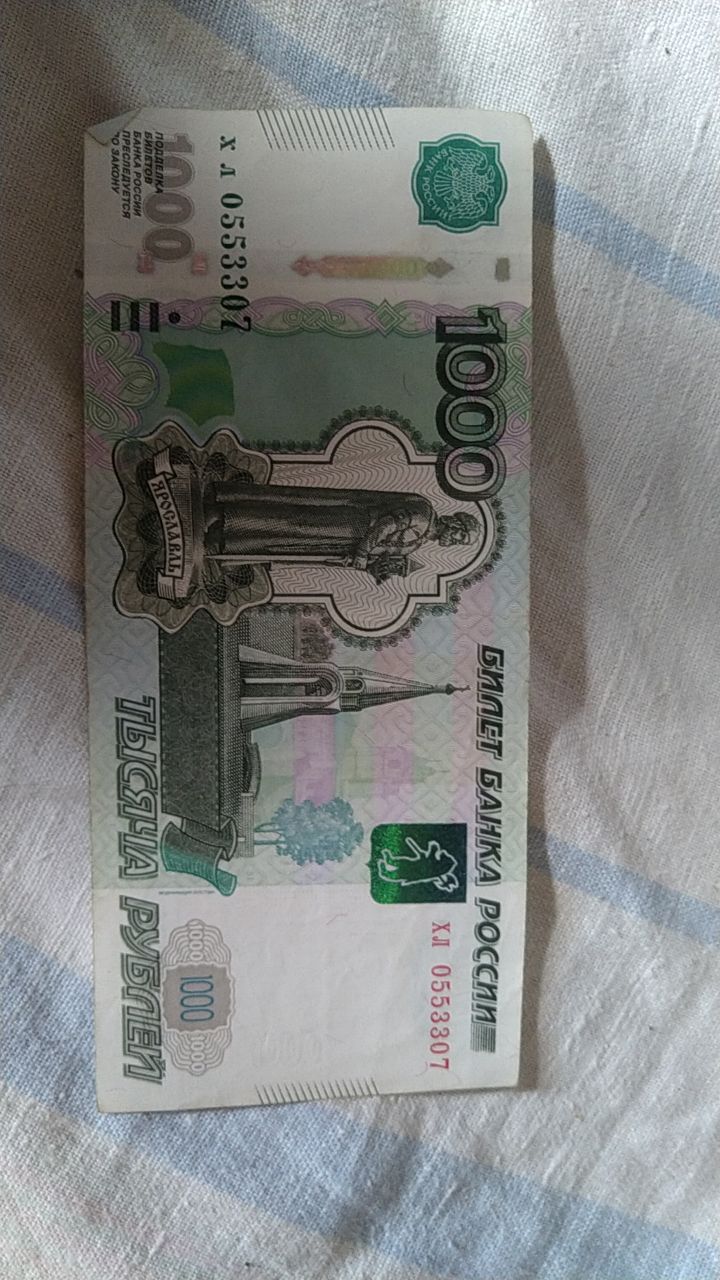 1000
БИЛЕТ БАНКА РОССИИ
БАНК РОССИИ
ХЛ 0553307
ХЛ 0553307
1000
ПОДДЕЛКА
БИЛЕТОВ
БАНКА РОССИИ
ПРЕСЛЕДУЕТСЯ
ПО ЗАКОНУ
ЯРОСЛАВЛЬ
1000 1000 1000
ТЫСЯЧА РУБЛЕЙ